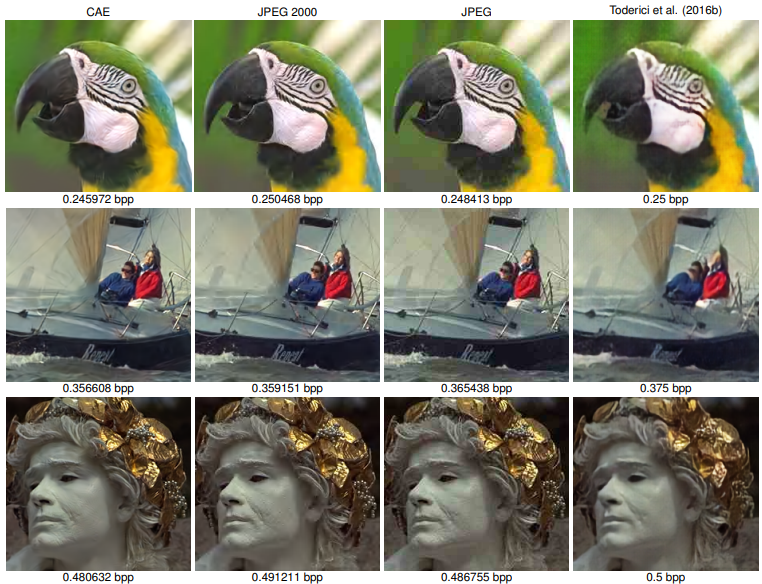 CAE JPEG 2000 JPEG Toderici et al. (2016b)
0.245972 bpp 0.250468 bpp 0.248413 bpp 0.25 bpp
0.356608 bpp 0.359151 bpp 0.365438 bpp 0.375 bpp
0.480632 bpp 0.491211 bpp 0.486755 bpp 0.5 bpp